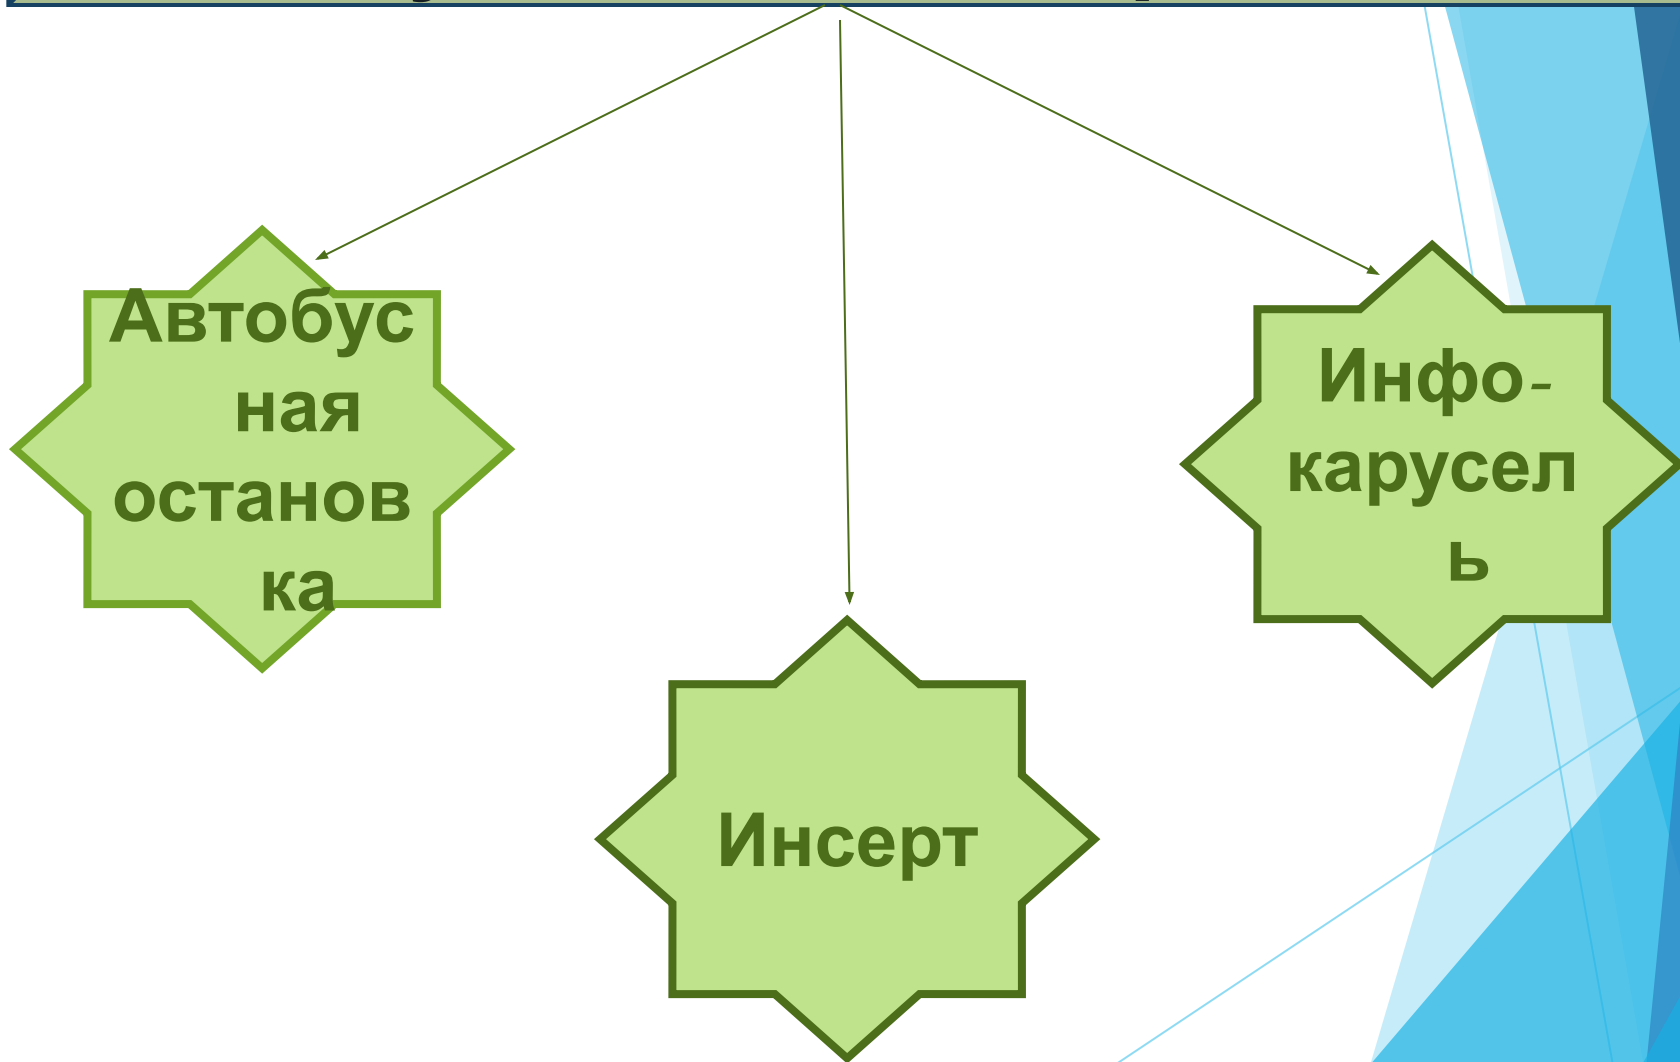 Автобус
ная
останов
ка
Инфо-
карусел
ь
Инсерт